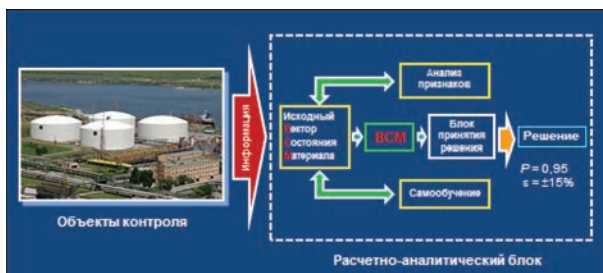 Объекты контроля
Информация
Исходный
Вектор
Состояния
Материала
Анализ
признаков
ВСМ
Блок
принятия
решения
Самообучение
Решение
P = 0,95
s = ±15%
Расчетно-аналитический блок